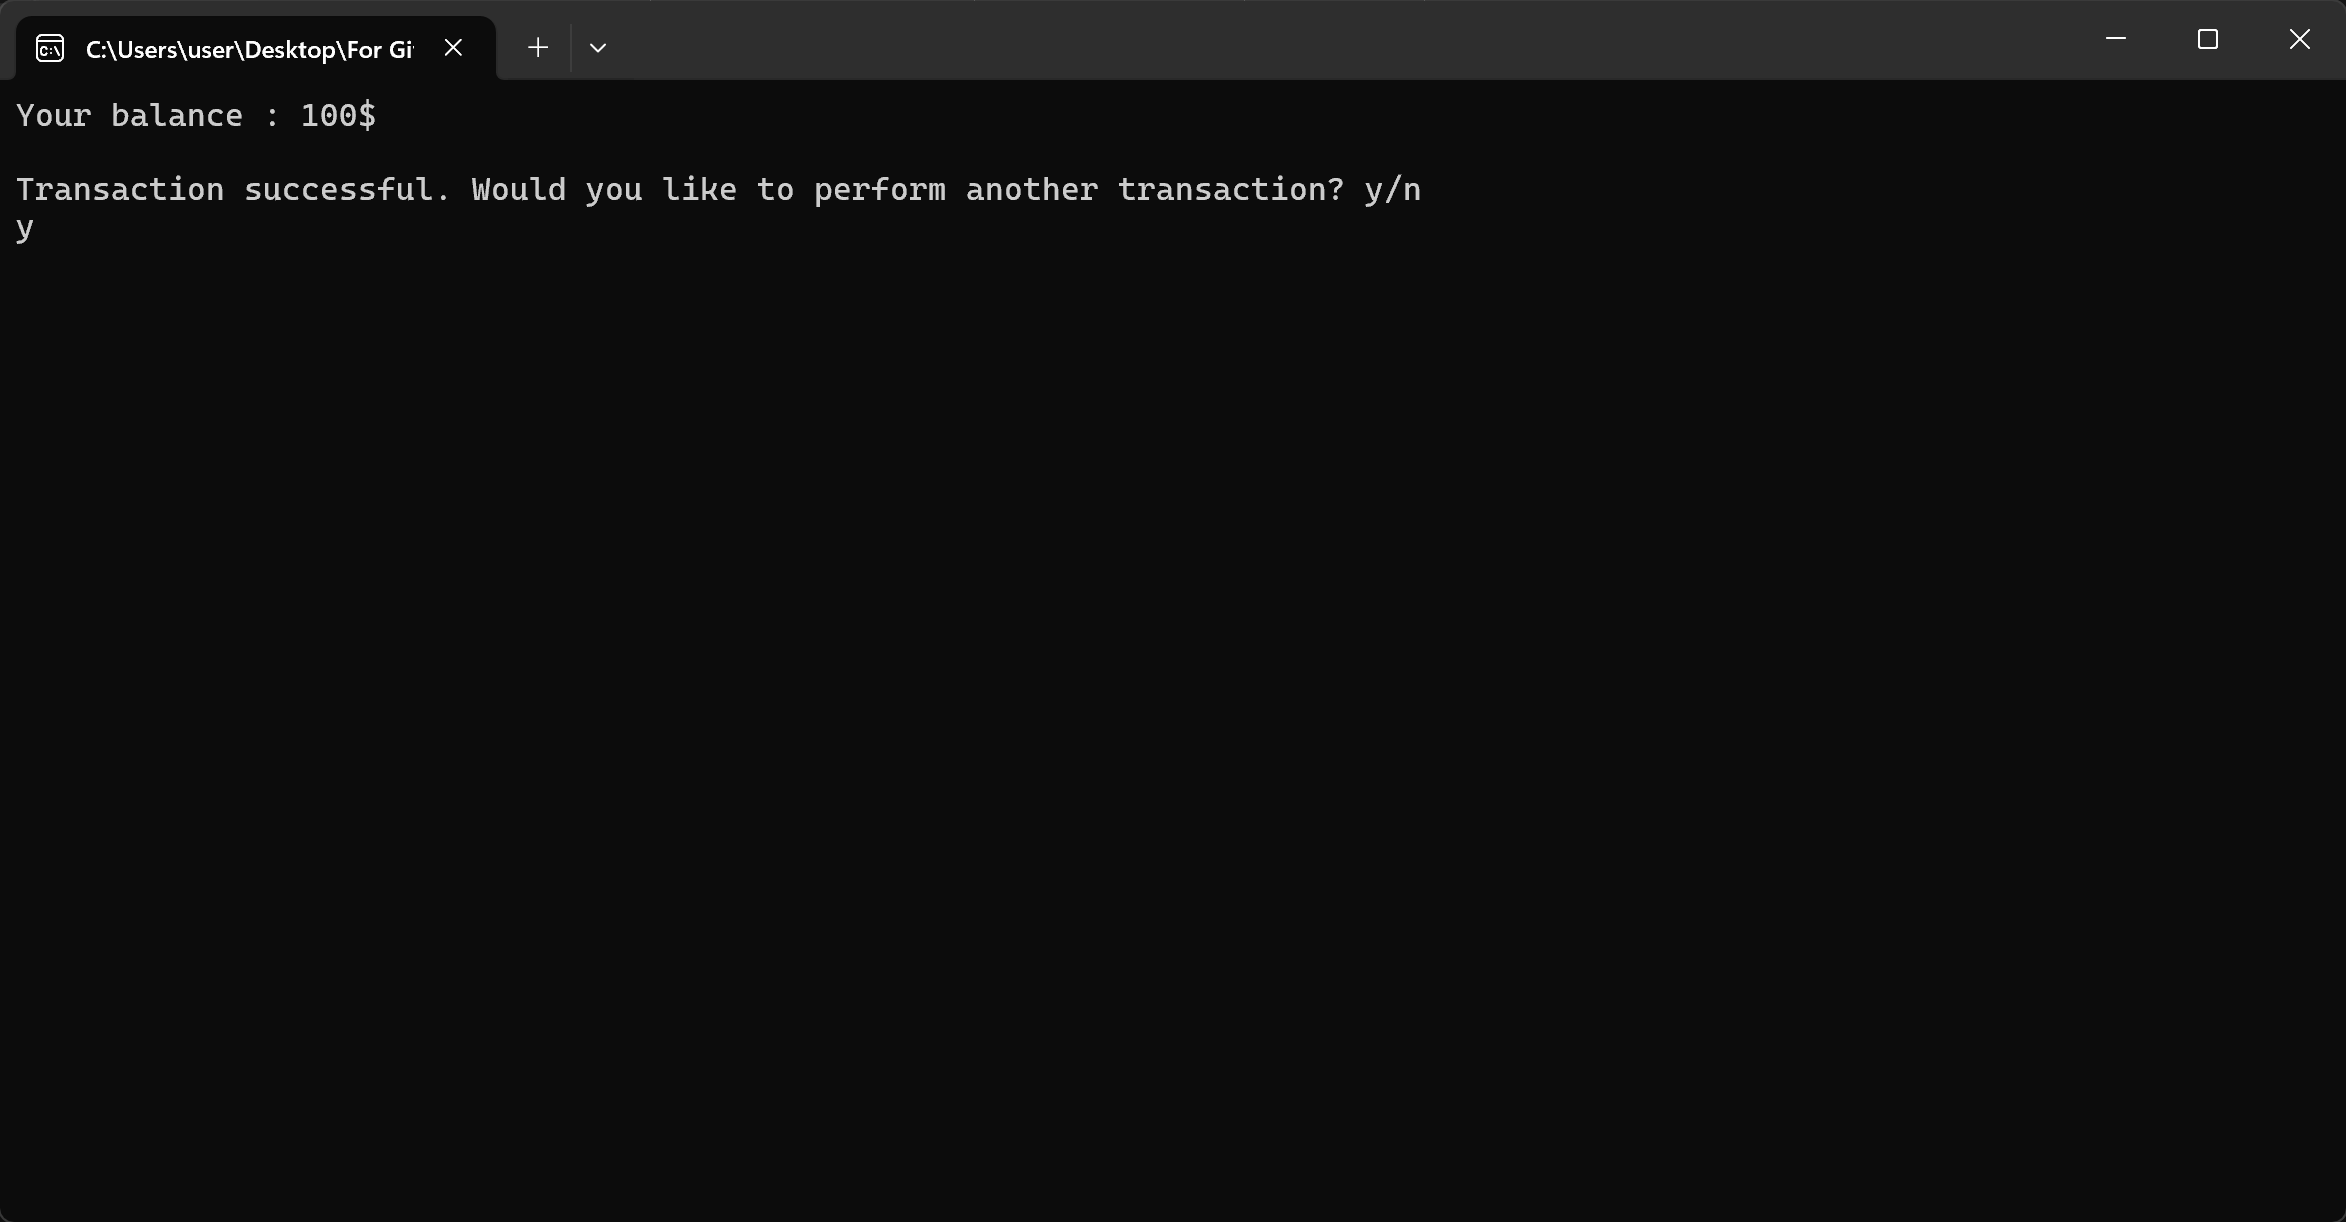 C:\Users\user\Desktop\For Gi
Your balance : 100$
Transaction successful. Would you like to perform another transaction? y/n
y